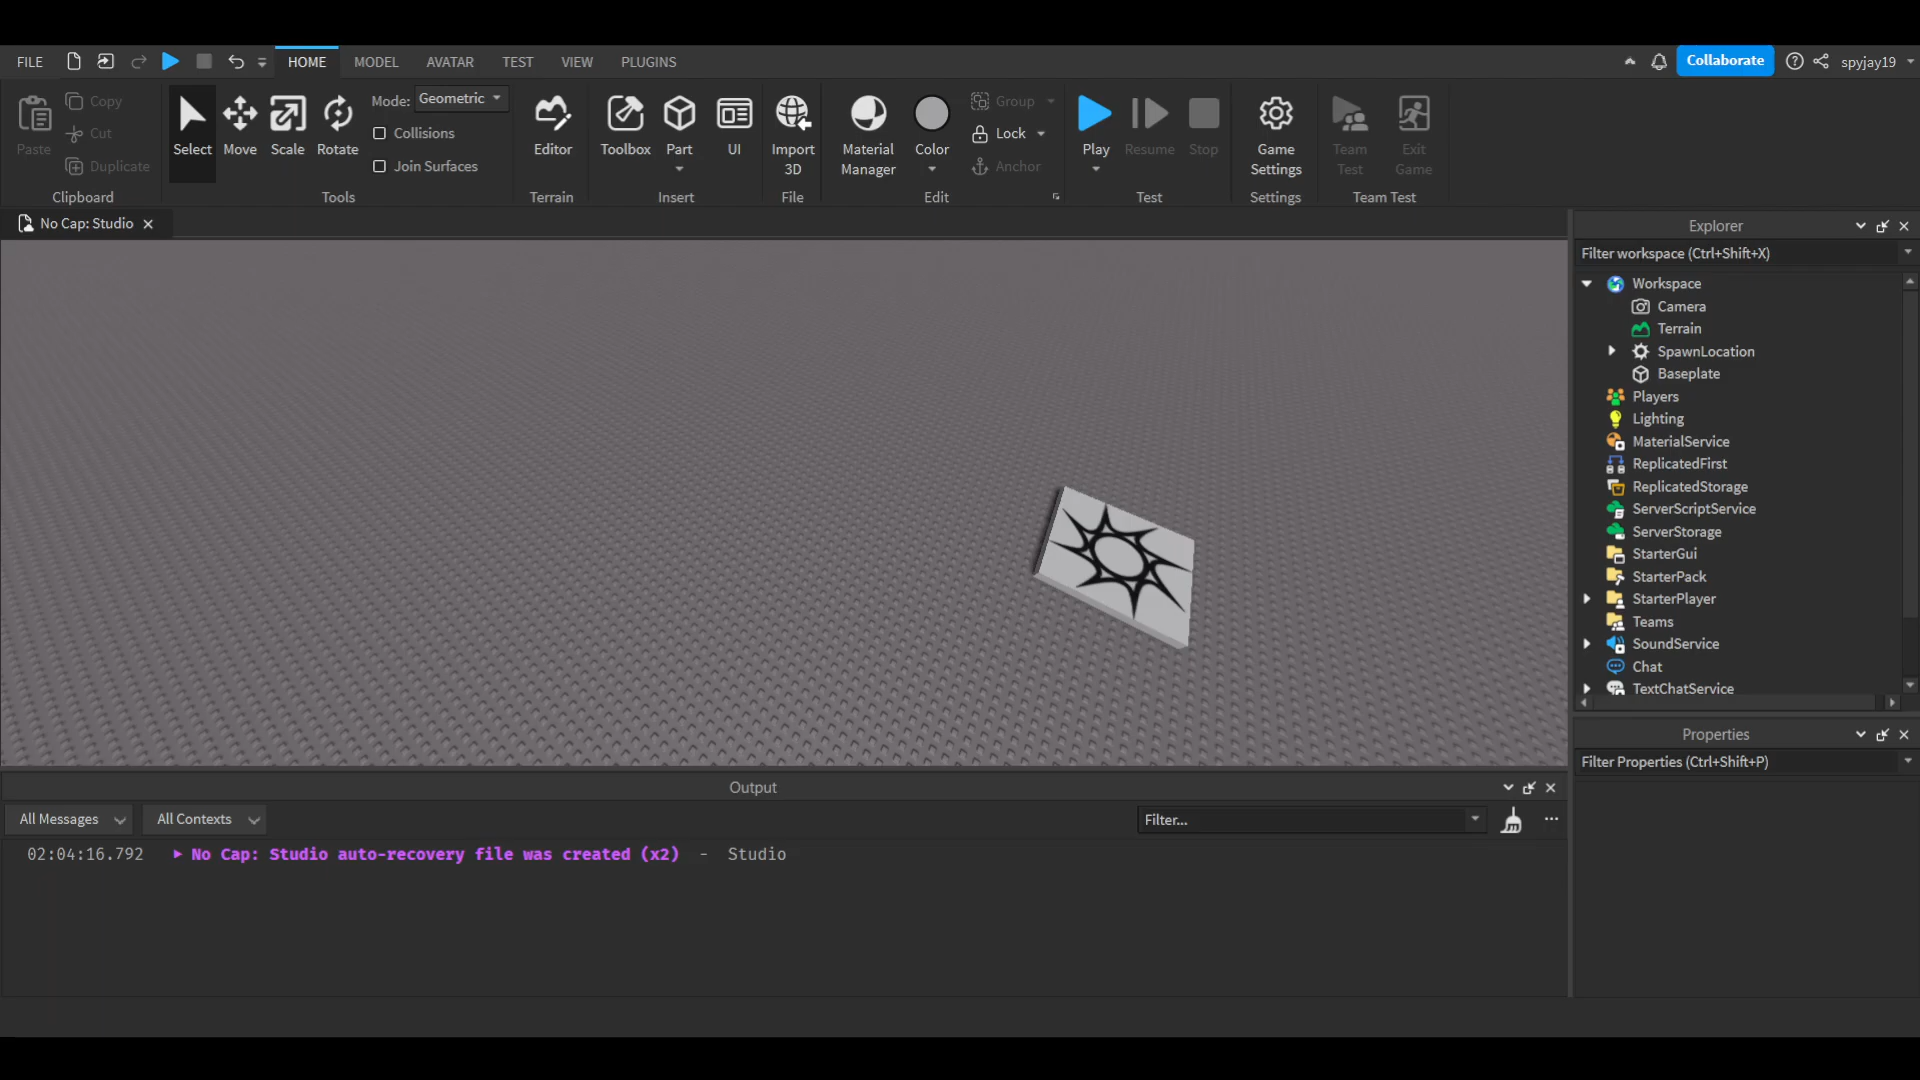 FILE HOME MODEL AVATAR TEST VIEW PLUGINS Collaborate spyjay19
Paste Copy Cut Duplicate
Clipboard
Select Move Scale Rotate
Mode: Geometric
Collisions
Join Surfaces
Tools
Editor
Terrain
Toolbox Part UI
Insert
Import 3D
File
Material Manager Color Group Lock Anchor
Edit
Play Resume Stop
Test
Game Settings
Settings
Team Test Exit Game
Team Test
No Cap: Studio
Explorer
Filter workspace (Ctrl+Shift+X)
Workspace
Camera
Terrain
SpawnLocation
Baseplate
Players
Lighting
MaterialService
ReplicatedFirst
ReplicatedStorage
ServerScriptService
ServerStorage
StarterGui
StarterPack
StarterPlayer
Teams
SoundService
Chat
TextChatService
Properties
Filter Properties (Ctrl+Shift+P)
Output
All Messages All Contexts Filter... ...
02:04:16.792 No Cap: Studio auto-recovery file was created (x2) - Studio